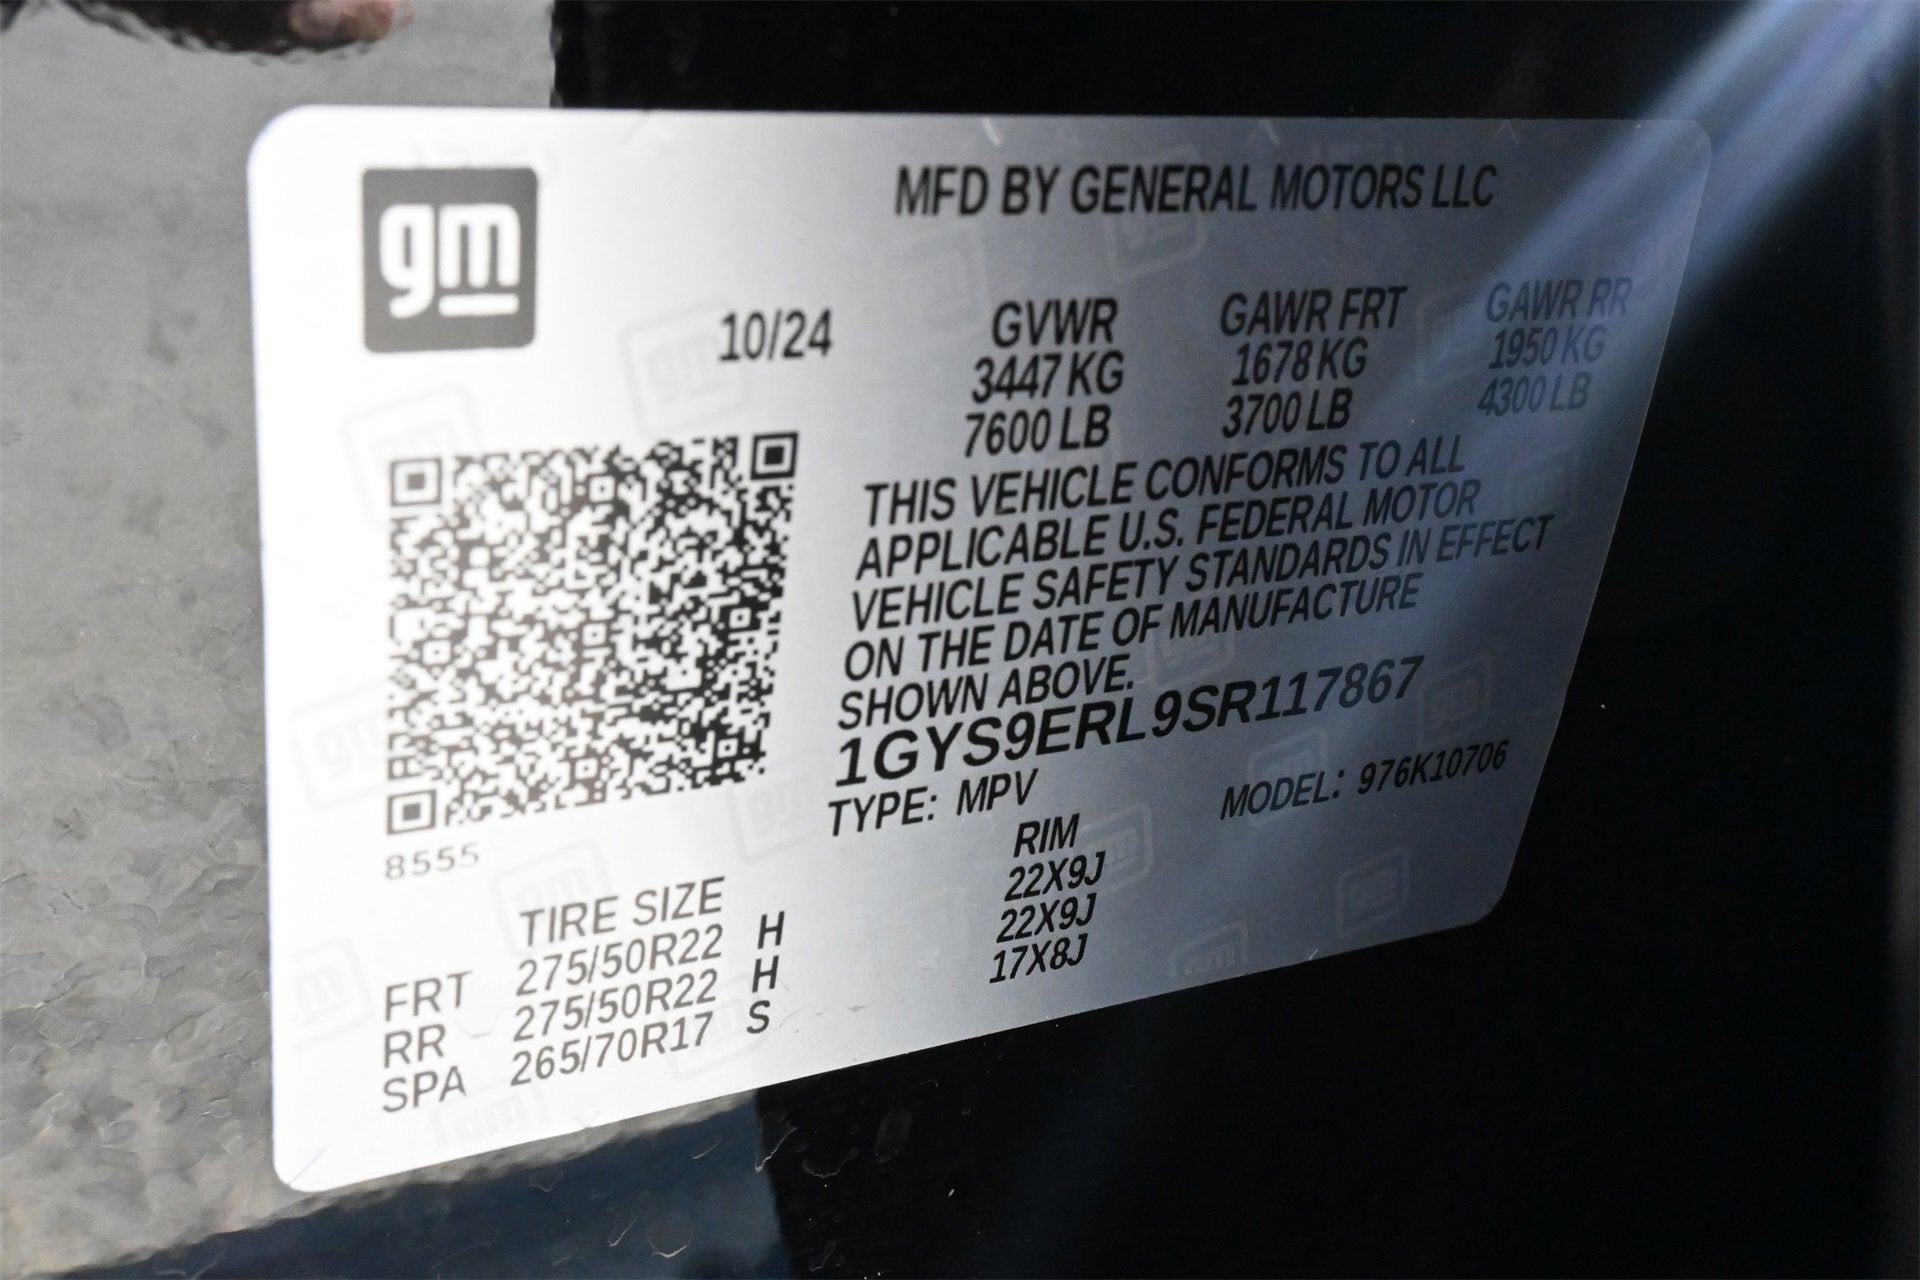 gm
MFD BY GENERAL MOTORS LLC
10/24 GVWR GAWR FRT GAWR RR
3447 KG 1678 KG 1950 KG
7600 LB 3700 LB 4300 LB
THIS VEHICLE CONFORMS TO ALL
APPLICABLE U.S. FEDERAL MOTOR
VEHICLE SAFETY STANDARDS IN EFFECT
ON THE DATE OF MANUFACTURE
SHOWN ABOVE.
1GYS9ERL9SR117867
TYPE: MPV MODEL: 976K10706
8555
TIRE SIZE RIM
FRT 275/50R22 H 22X9J
RR 275/50R22 H 22X9J
SPA 265/70R17 S 17X8J